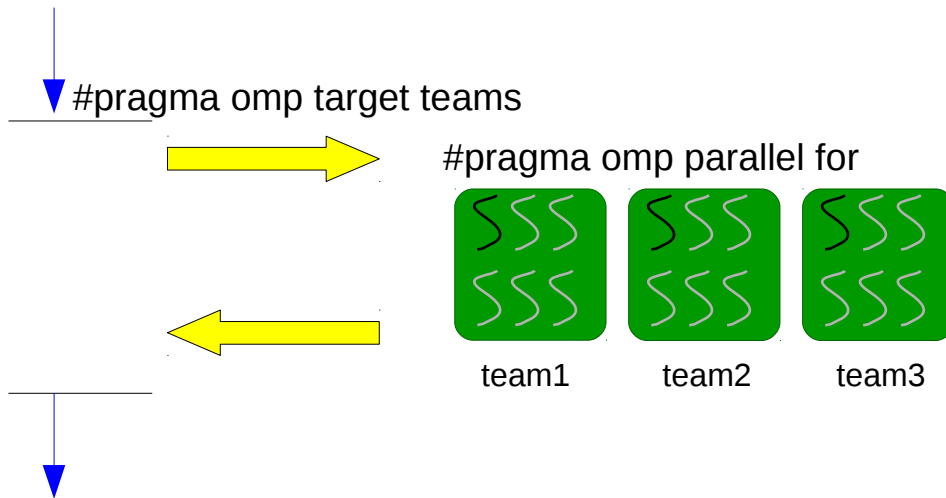 #pragma omp target teams
#pragma omp parallel for
team1
team2
team3